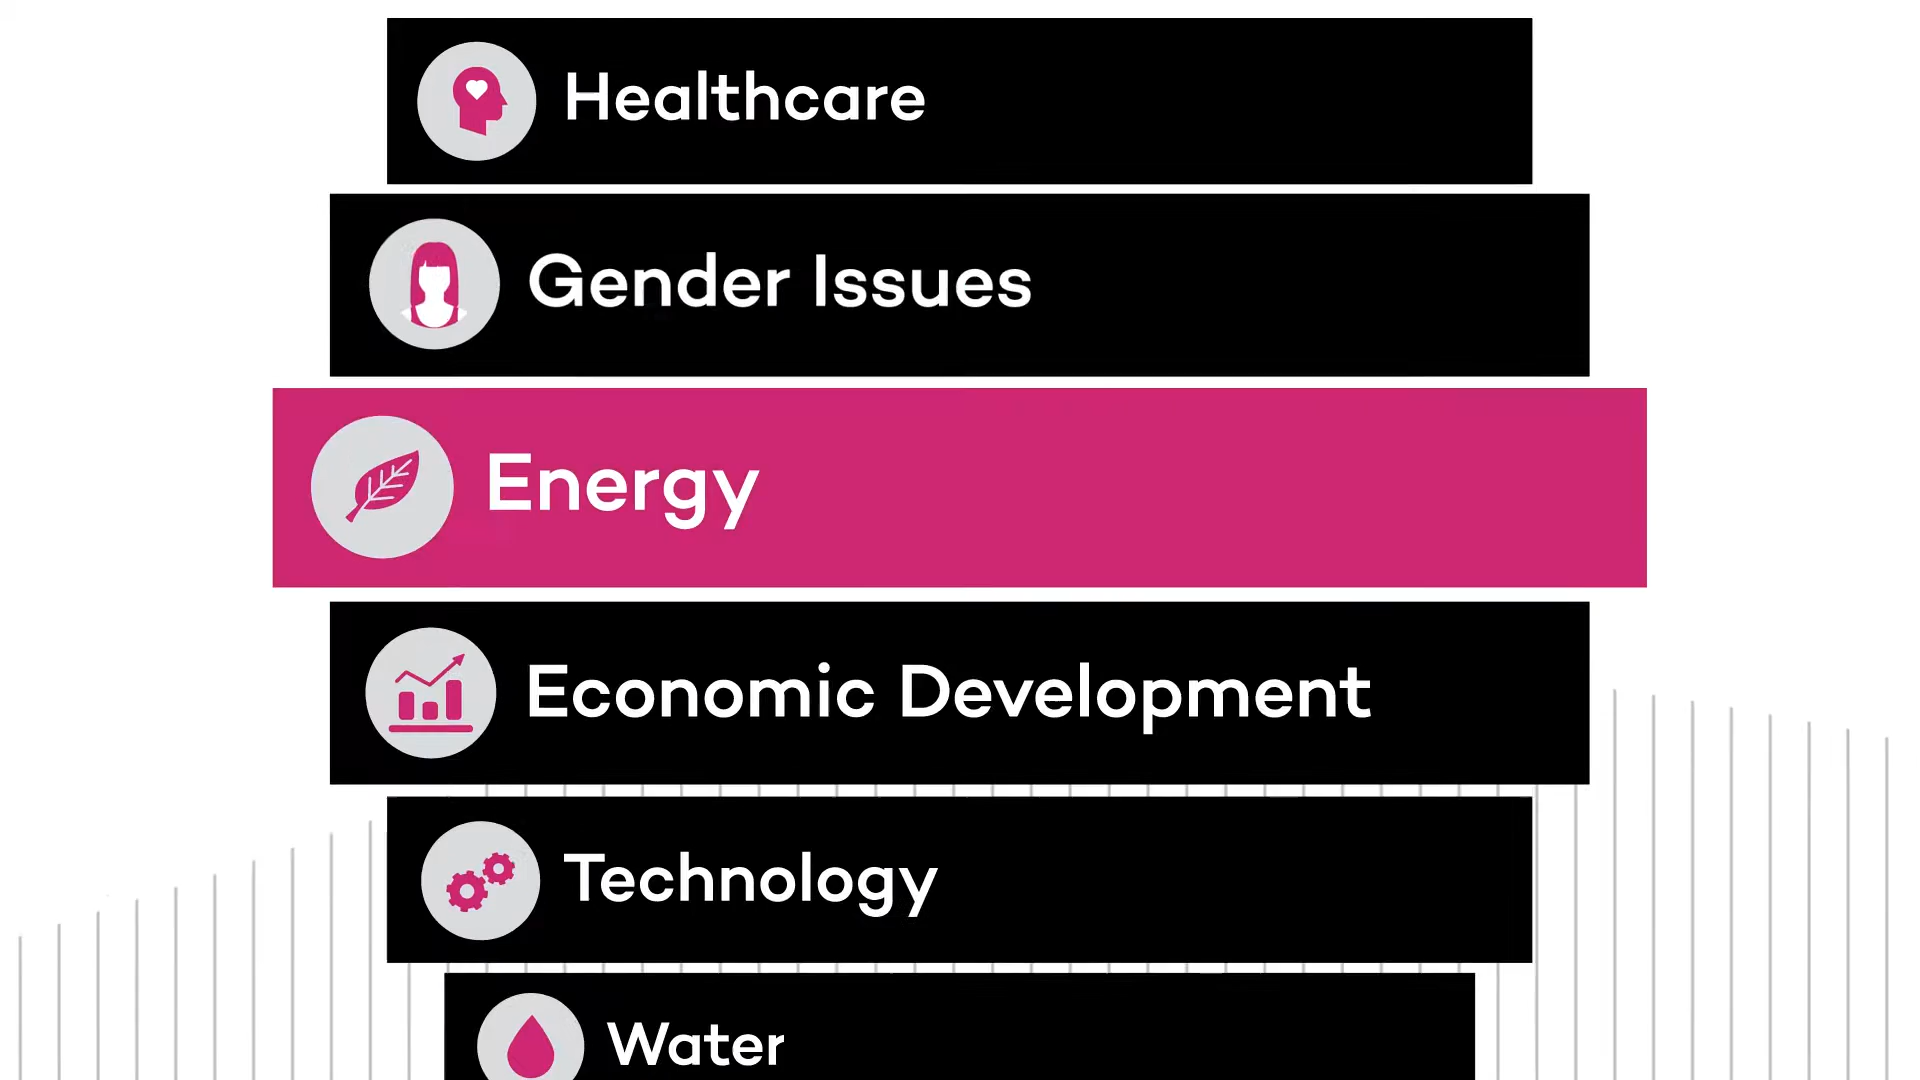 Healthcare
Gender Issues
Energy
Economic Development
Technology
Water